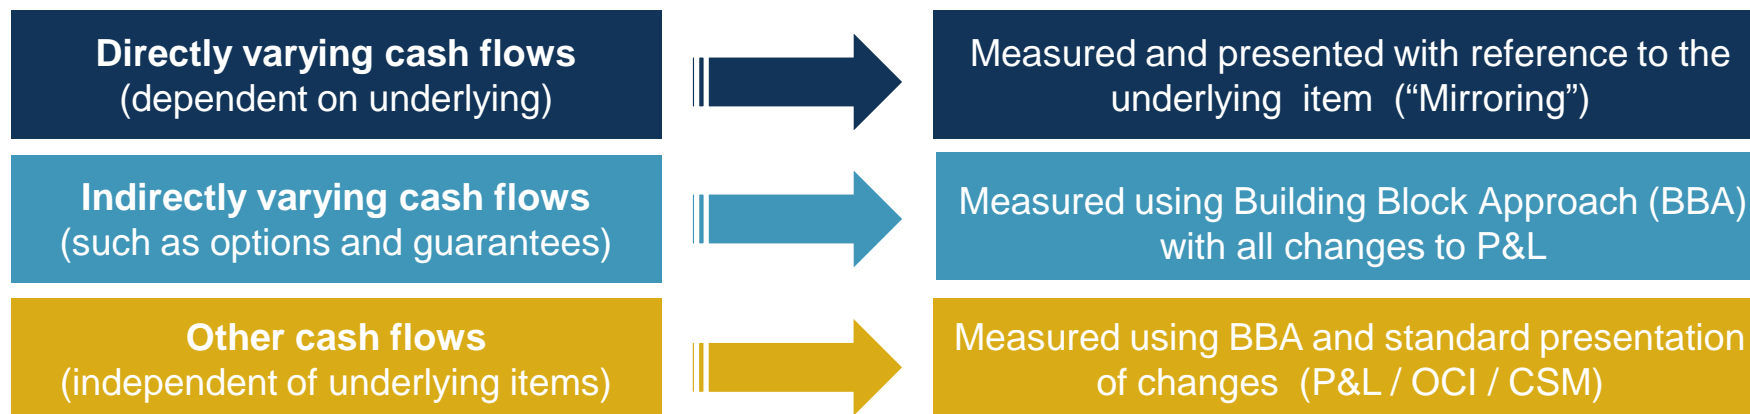 Directly varying cash flows
(dependent on underlying)
Measured and presented with reference to the
underlying item (“Mirroring”)
Indirectly varying cash flows
(such as options and guarantees)
Measured using Building Block Approach (BBA)
with all changes to P&L
Other cash flows
(independent of underlying items)
Measured using BBA and standard presentation
of changes (P&L / OCI / CSM)